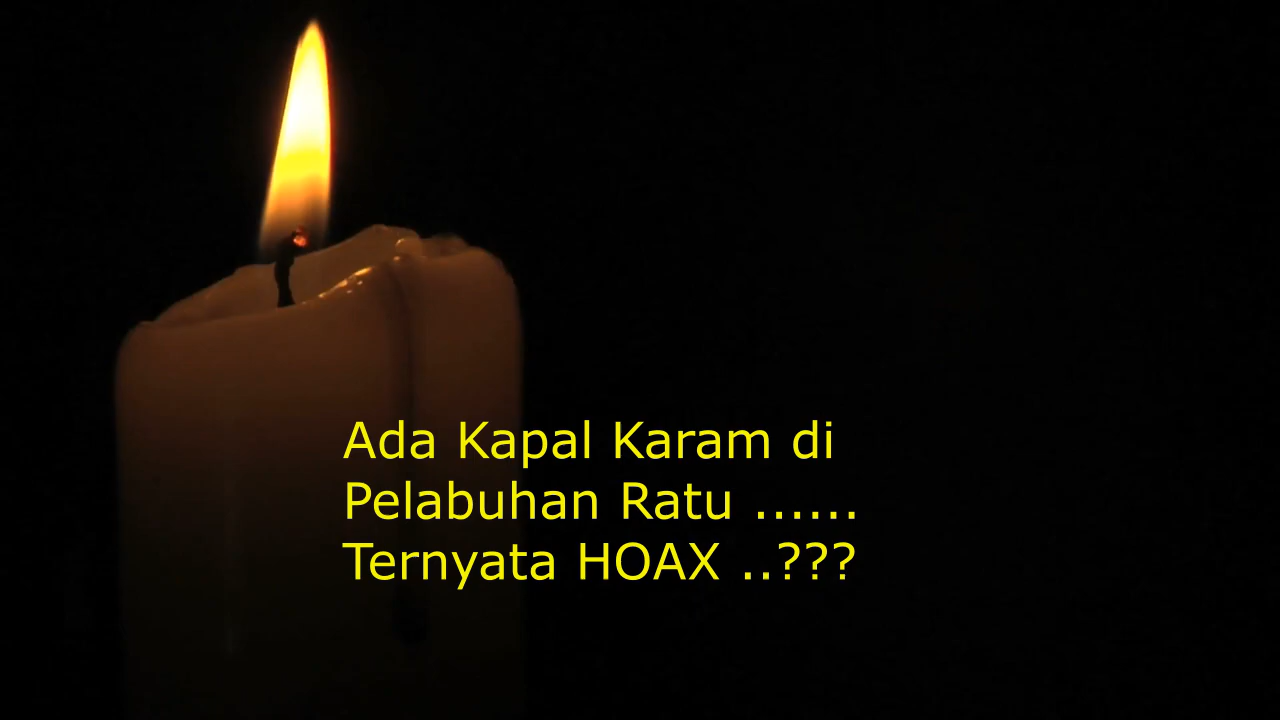 Ada Kapal Karam di
Pelabuhan Ratu ......
Ternyata HOAX ..???